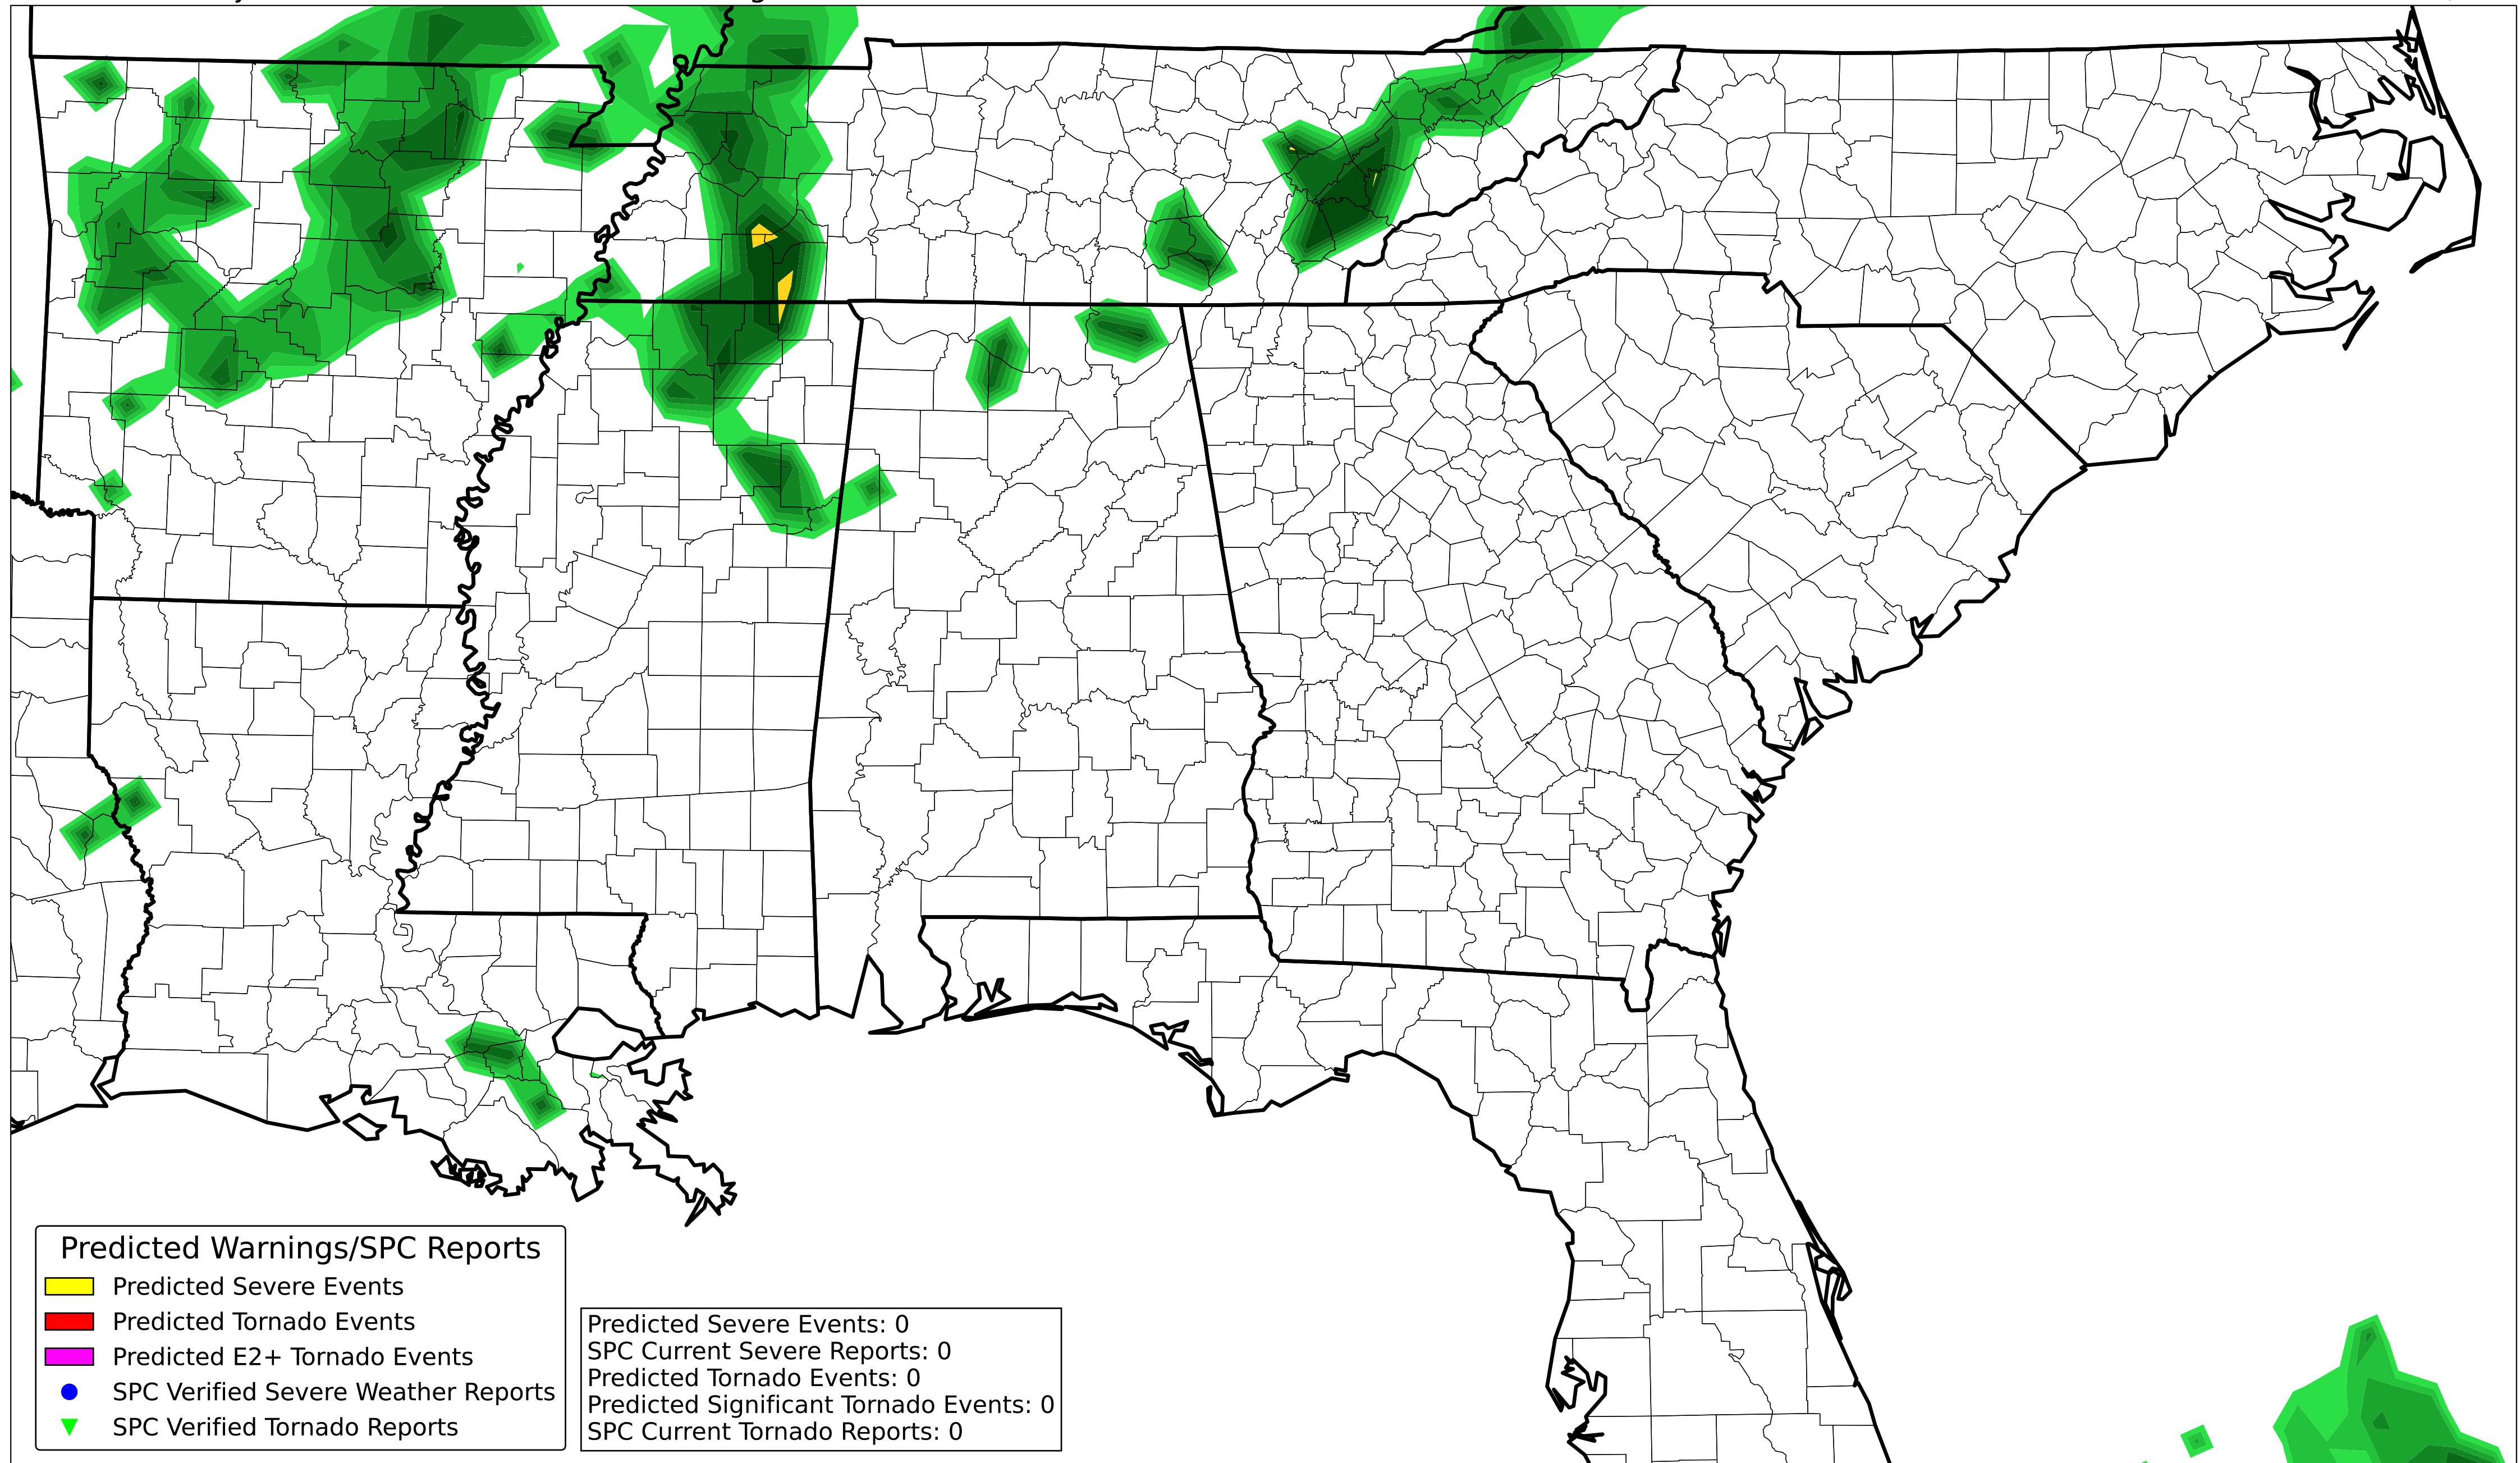 Predicted Warnings/SPC Reports
Predicted Severe Events
Predicted Tornado Events
Predicted E2+ Tornado Events
SPC Verified Severe Weather Reports
SPC Verified Tornado Reports
Predicted Severe Events: 0
SPC Current Severe Reports: 0
Predicted Tornado Events: 0
Predicted Significant Tornado Events: 0
SPC Current Tornado Reports: 0